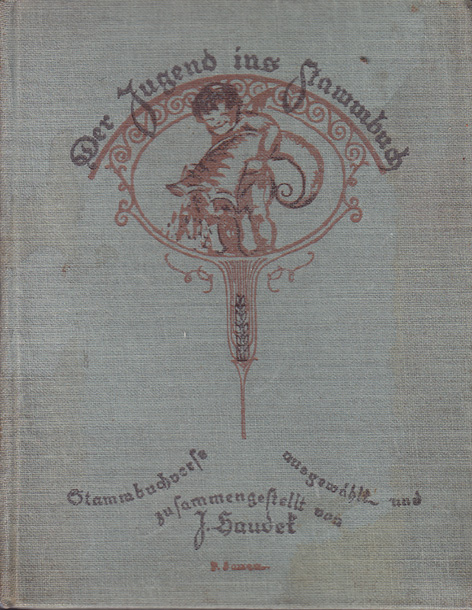 Der Jugend ins Stammbuch
Stammbuchverse ausgewählt und
zusammengestellt von
J. Haudek